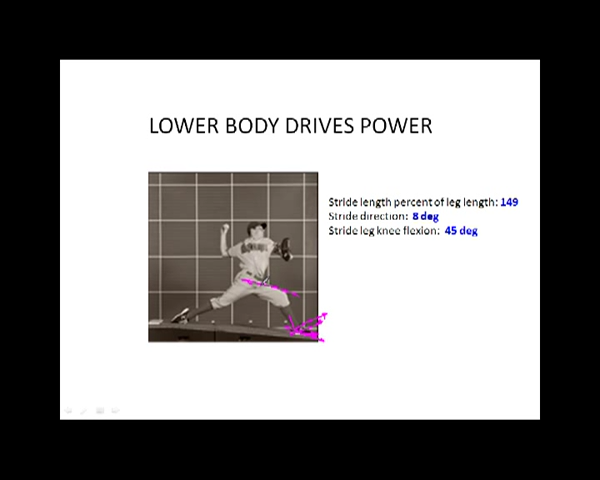 LOWER BODY DRIVES POWER
Stride length percent of leg length: 149
Stride direction: 8 deg
Stride leg knee flexion: 45 deg